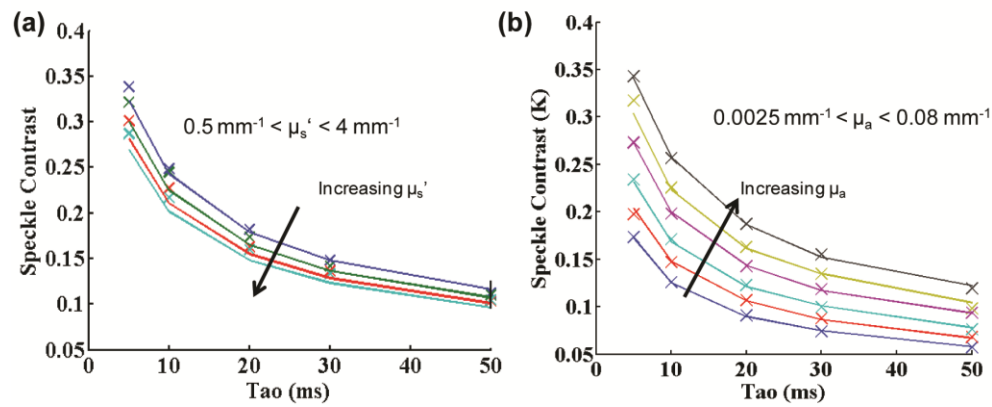 (a)
0.4
0.35
0.3
0.25
0.2
0.15
0.1
0.05
0
10
20
30
40
50
Speckle Contrast
Tao (ms)
0.5 mm⁻¹ < μₛ‘ < 4 mm⁻¹
Increasing μₛ’
(b)
0.4
0.35
0.3
0.25
0.2
0.15
0.1
0.05
0
10
20
30
40
50
Speckle Contrast (K)
Tao (ms)
0.0025 mm⁻¹ < μₐ < 0.08 mm⁻¹
Increasing μₐ